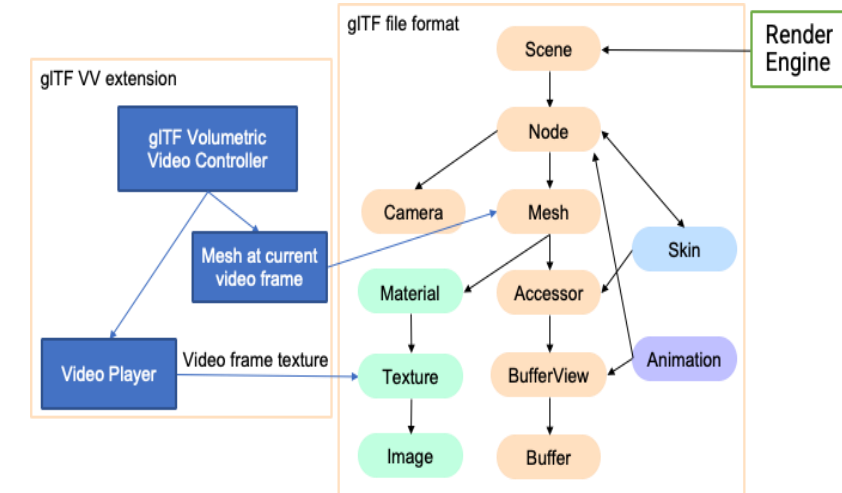 glTF file format
Render
Engine
Scene
glTF VV extension
glTF Volumetric
Video Controller
Node
Camera
Mesh
Mesh at current
video frame
Skin
Material
Accessor
Video Player
Video frame texture
Texture
BufferView
Animation
Image
Buffer